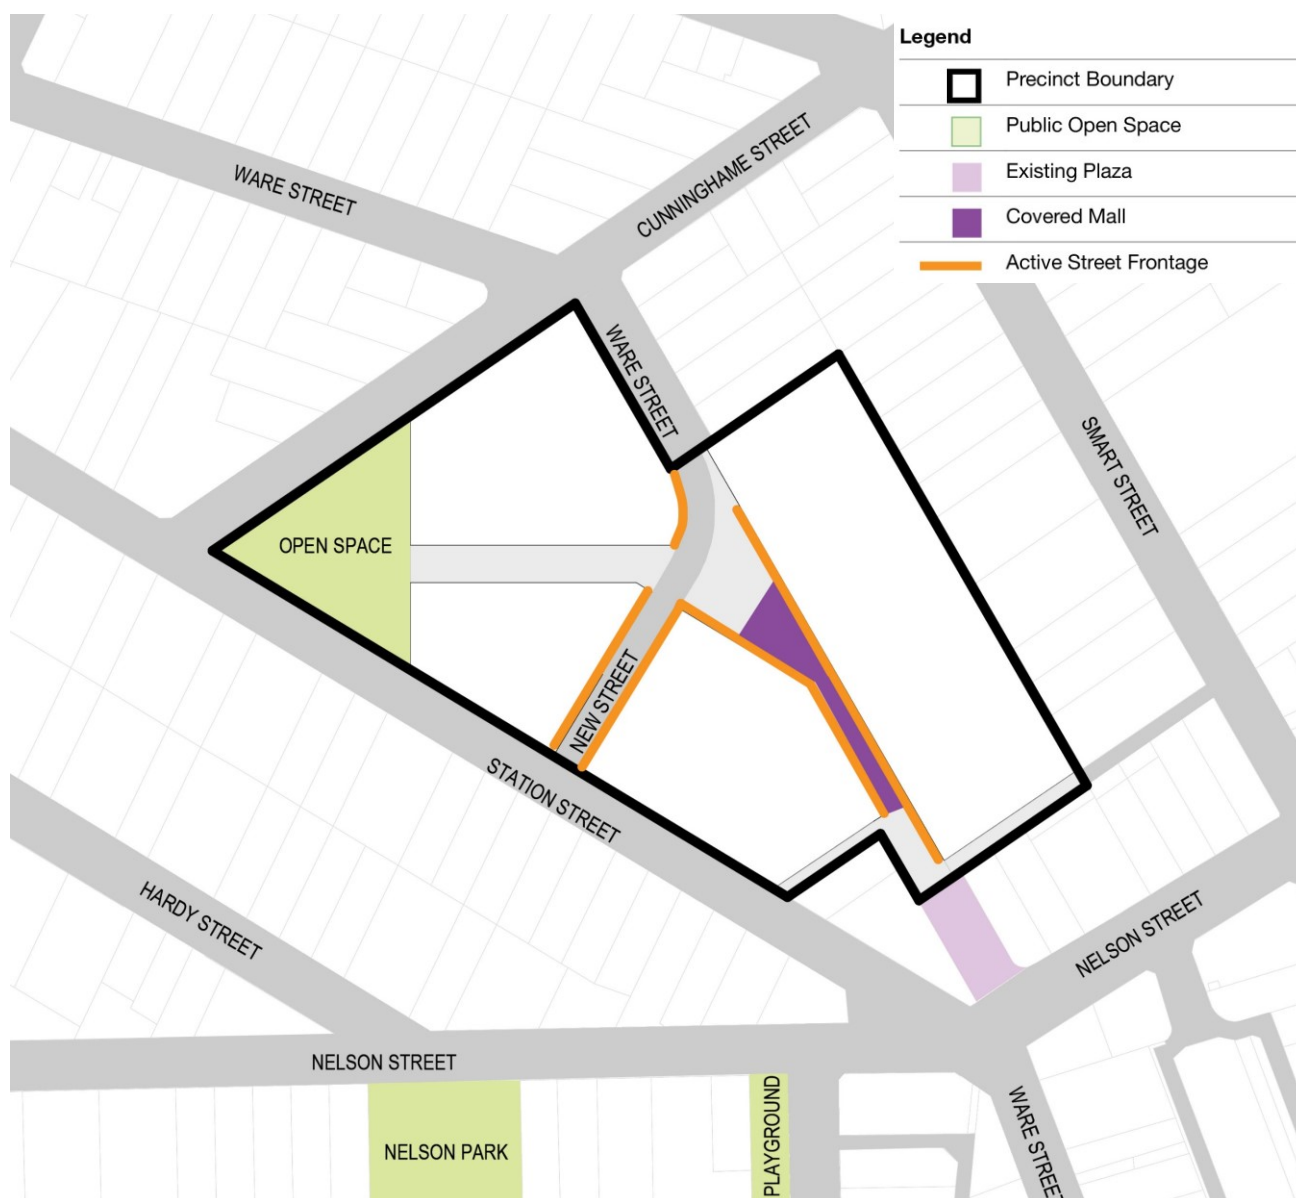 Legend
Precinct Boundary
Public Open Space
Existing Plaza
Covered Mall
Active Street Frontage
WARE STREET
CUNNINGHAME STREET
WARE STREET
SMART STREET
OPEN SPACE
NEW STREET
STATION STREET
HARDY STREET
NELSON STREET
NELSON STREET
NELSON PARK
PLAYGROUND
WARE STREET